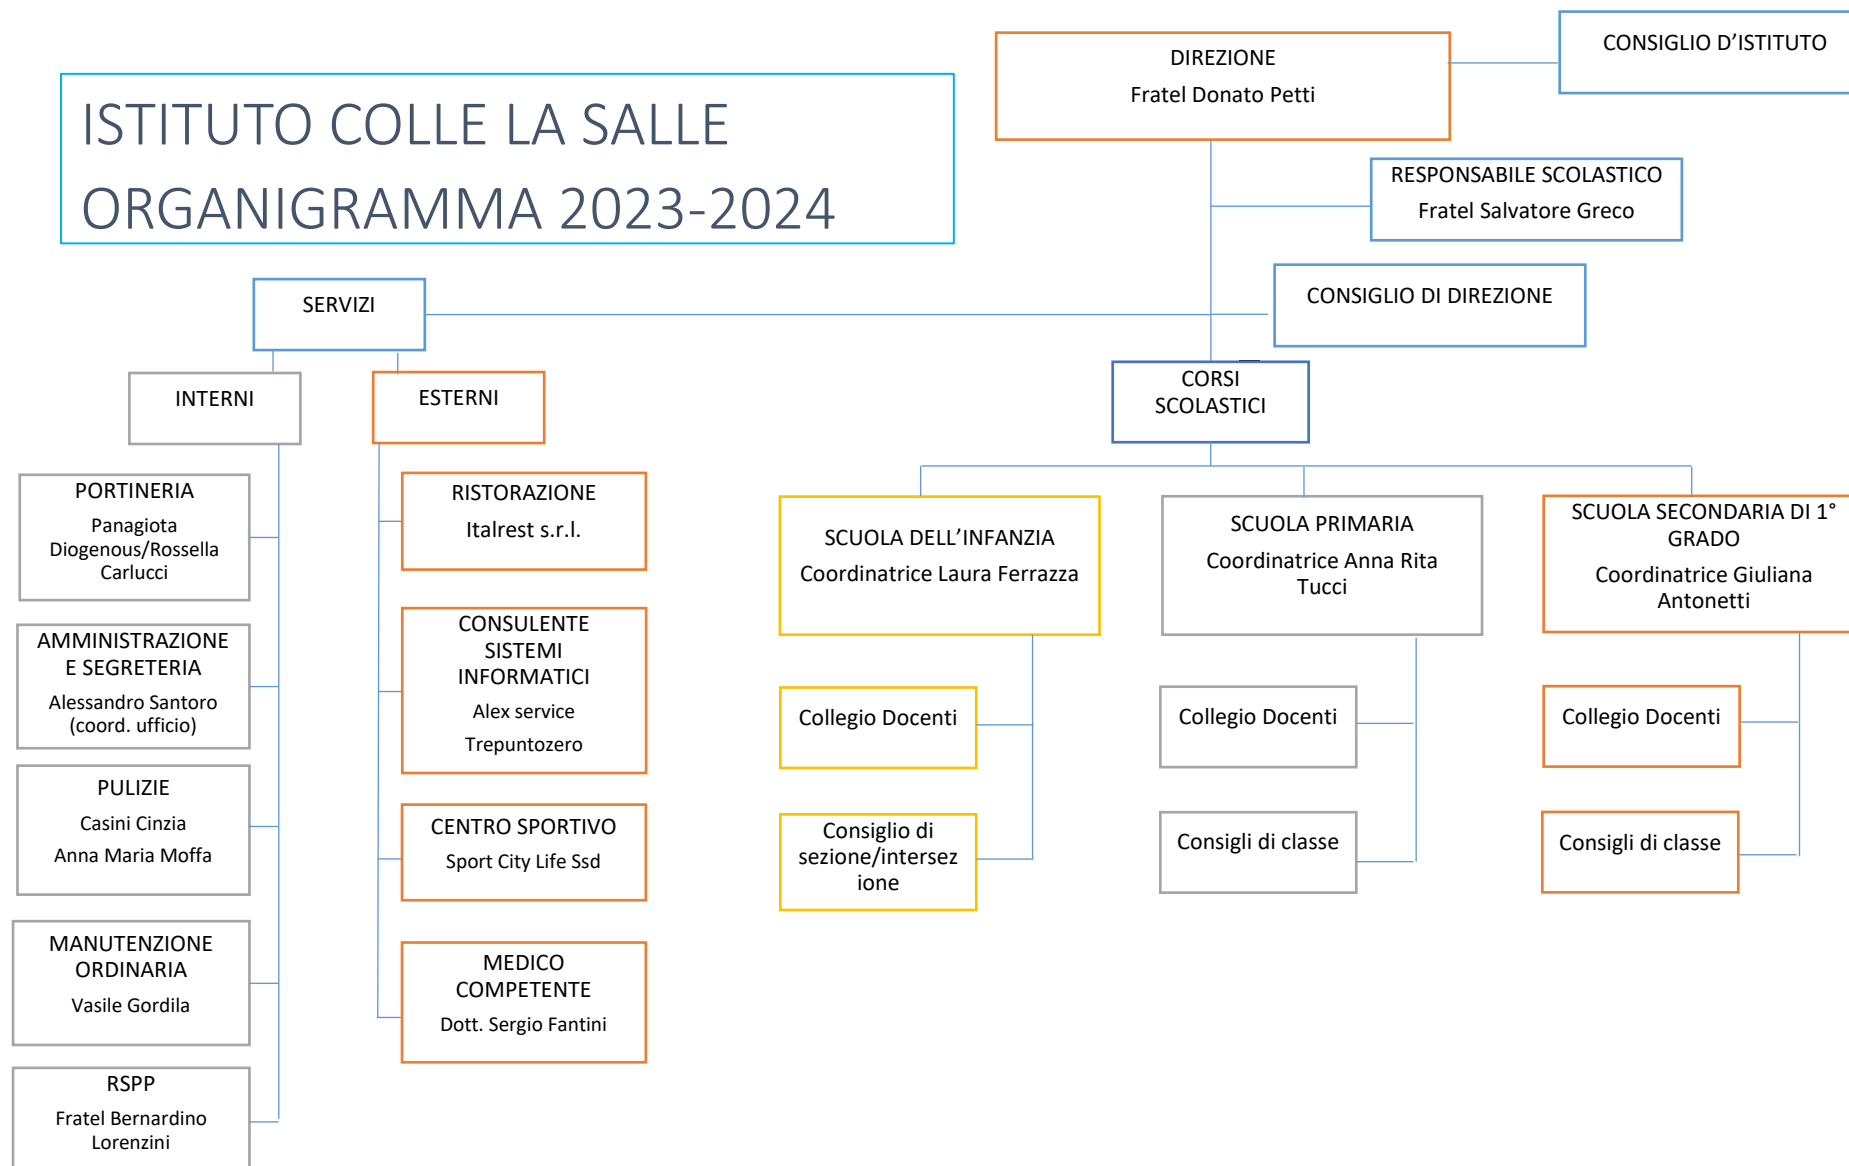 ISTITUTO COLLE LA SALLE
ORGANIGRAMMA 2023-2024
DIREZIONE
Fratel Donato Petti
CONSIGLIO D’ISTITUTO
RESPONSABILE SCOLASTICO
Fratel Salvatore Greco
CONSIGLIO DI DIREZIONE
SERVIZI
INTERNI
ESTERNI
PORTINERIA
Panagiota
Diogenous/Rossella
Carlucci
AMMINISTRAZIONE
E SEGRETERIA
Alessandro Santoro
(coord. ufficio)
PULIZIE
Casini Cinzia
Anna Maria Moffa
MANUTENZIONE
ORDINARIA
Vasile Gordila
RSPP
Fratel Bernardino
Lorenzini
RISTORAZIONE
Italrest s.r.l.
CONSULENTE
SISTEMI
INFORMATICI
Alex service
Trepuntozero
CENTRO SPORTIVO
Sport City Life Ssd
MEDICO
COMPETENTE
Dott. Sergio Fantini
CORSI
SCOLASTICI
SCUOLA DELL’INFANZIA
Coordinatrice Laura Ferrazza
Collegio Docenti
Consiglio di
sezione/intersez
ione
SCUOLA PRIMARIA
Coordinatrice Anna Rita
Tucci
Collegio Docenti
Consigli di classe
SCUOLA SECONDARIA DI 1°
GRADO
Coordinatrice Giuliana
Antonetti
Collegio Docenti
Consigli di classe